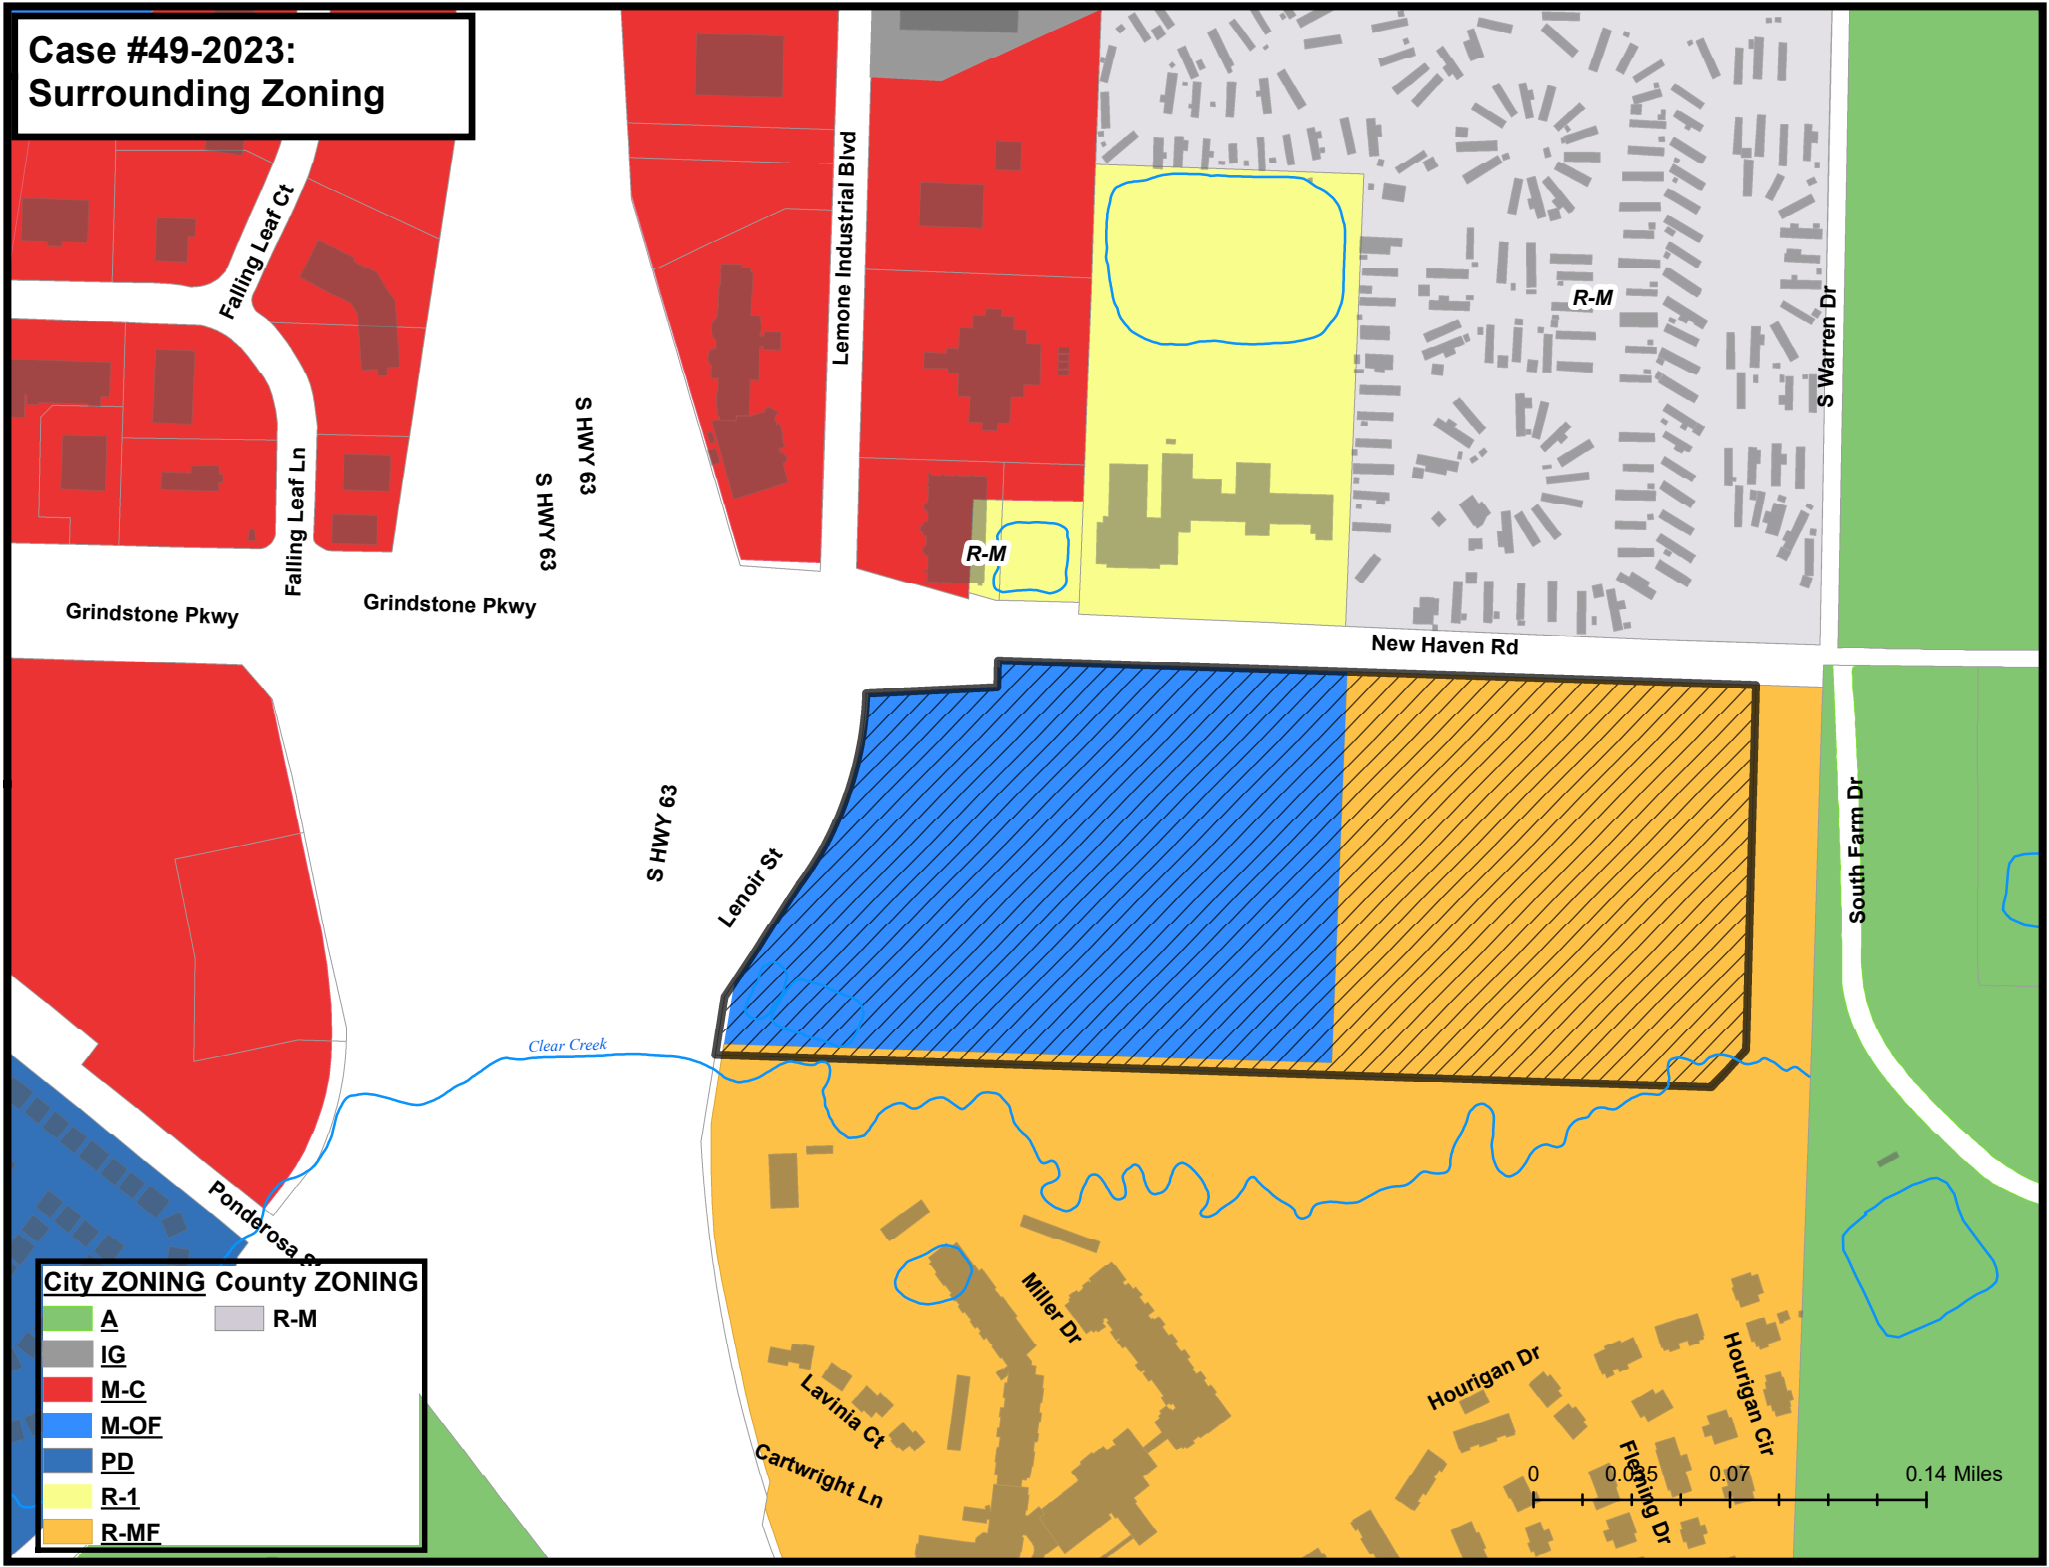 Case #49-2023:
Surrounding Zoning
Falling Leaf Ct
Lemone Industrial Blvd
R-M
S Warren Dr
S HWY 63
S HWY 63
Falling Leaf Ln
R-M
Grindstone Pkwy
Grindstone Pkwy
New Haven Rd
S HWY 63
Lenoir St
South Farm Dr
Clear Creek
Ponderosa
Miller Dr
Lavinia Ct
Cartwright Ln
Hourigan Dr
Hourigan Cir
Fleming Dr
City ZONING County ZONING
A R-M
IG
M-C
M-OF
PD
R-1
R-MF
0 0.035 0.07 0.14 Miles